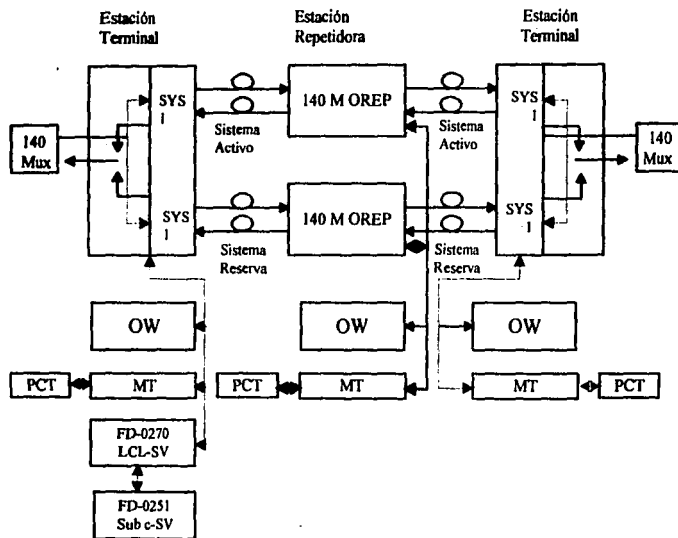 Estación
Terminal
Estación
Repetidora
Estación
Terminal
140
Mux
SYS
1
140 M OREP
SYS
1
140
Mux
Sistema
Activo
Sistema
Activo
SYS
1
140 M OREP
SYS
1
Sistema
Reserva
Sistema
Reserva
OW
OW
OW
PCT
MT
PCT
MT
MT
PCT
FD-0270
LCL-SV
FD-0251
Sub c-SV